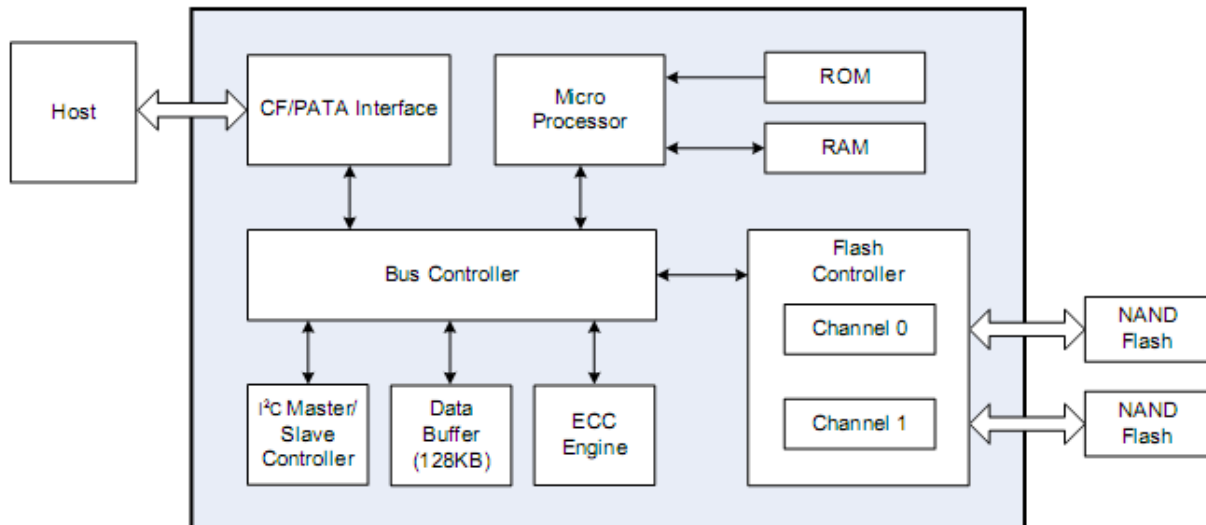 Host
CF/PATA Interface
Micro
Processor
ROM
RAM
Bus Controller
Flash
Controller
Channel 0
Channel 1
NAND
Flash
NAND
Flash
I²C Master/
Slave
Controller
Data
Buffer
(128KB)
ECC
Engine